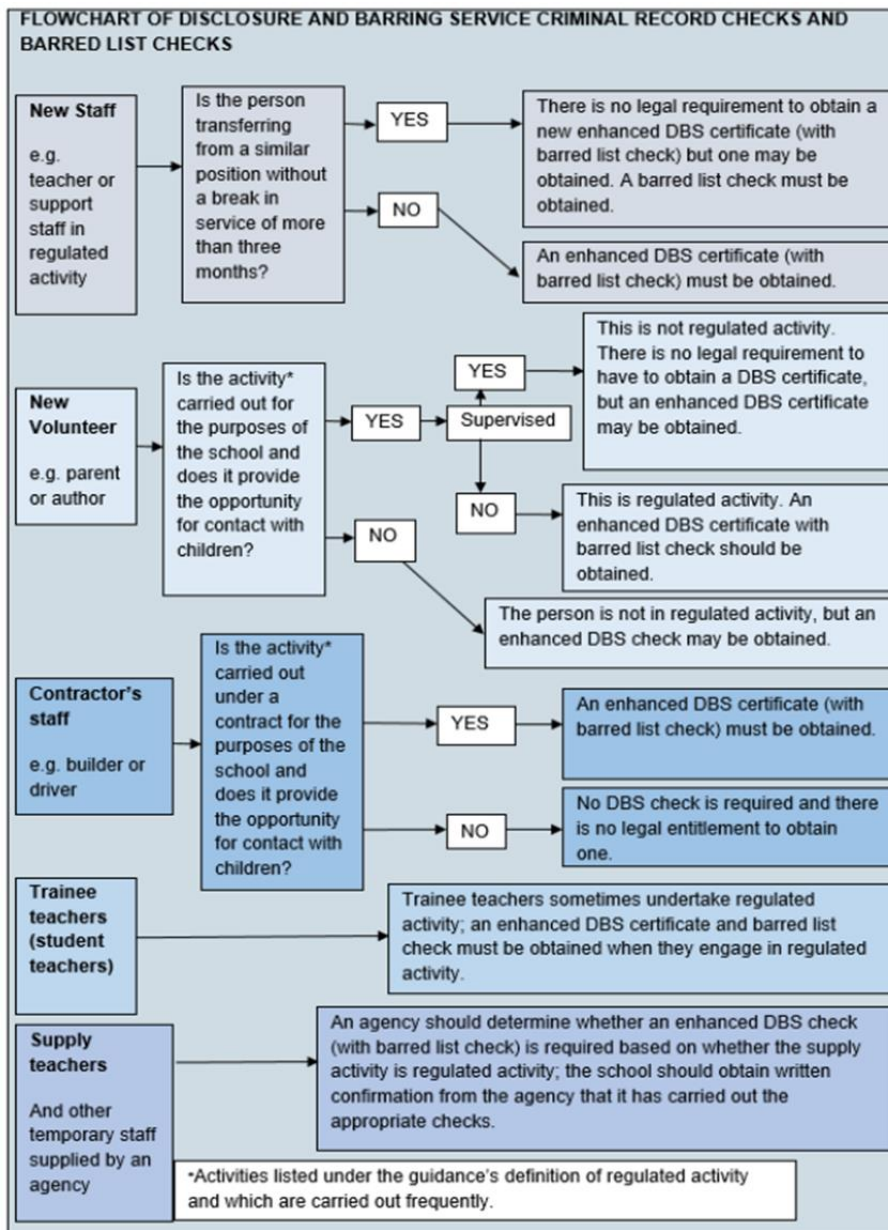 FLOWCHART OF DISCLOSURE AND BARRING SERVICE CRIMINAL RECORD CHECKS AND
BARRED LIST CHECKS
New Staff
e.g.
teacher or
support
staff in
regulated
activity
Is the person
transferring
from a similar
position without
a break in
service of more
than three
months?
YES
There is no legal requirement to obtain a
new enhanced DBS certificate (with
barred list check) but one may be
obtained. A barred list check must be
obtained.
NO
An enhanced DBS certificate (with
barred list check) must be obtained.
New
Volunteer
e.g. parent
or author
Is the activity*
carried out for
the purposes of
the school and
does it provide
the opportunity
for contact with
children?
YES
Supervised
YES
This is not regulated activity.
There is no legal requirement to
have to obtain a DBS certificate,
but an enhanced DBS certificate
may be obtained.
NO
This is regulated activity. An
enhanced DBS certificate with
barred list check should be
obtained.
NO
The person is not in regulated activity, but an
enhanced DBS check may be obtained.
Contractor's
staff
e.g. builder or
driver
Is the activity*
carried out
under a
contract for the
purposes of the
school and
does it provide
the opportunity
for contact with
children?
YES
An enhanced DBS certificate (with
barred list check) must be obtained.
NO
No DBS check is required and there
is no legal entitlement to obtain
one.
Trainee
teachers
(student
teachers)
Trainee teachers sometimes undertake regulated
activity; an enhanced DBS certificate and barred list
check must be obtained when they engage in regulated
activity.
Supply
teachers
And other
temporary staff
supplied by an
agency
An agency should determine whether an enhanced DBS check
(with barred list check) is required based on whether the supply
activity is regulated activity; the school should obtain written
confirmation from the agency that it has carried out the
appropriate checks.
*Activities listed under the guidance's definition of regulated activity
and which are carried out frequently.